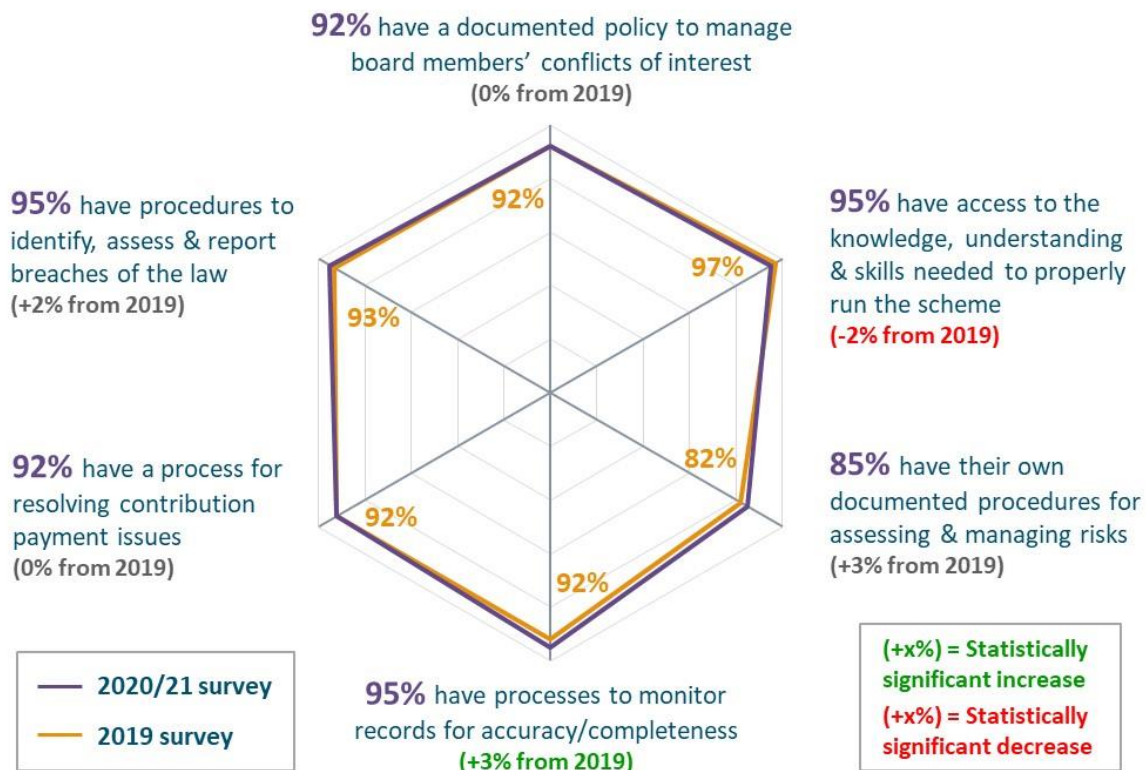 92% have a documented policy to manage
board members’ conflicts of interest
(0% from 2019)
95% have procedures to
identify, assess & report
breaches of the law
(+2% from 2019)
92%
95% have access to the
knowledge, understanding
& skills needed to properly
run the scheme
(-2% from 2019)
97%
93%
92% have a process for
resolving contribution
payment issues
(0% from 2019)
92%
82%
85% have their own
documented procedures for
assessing & managing risks
(+3% from 2019)
92%
95% have processes to monitor
records for accuracy/completeness
(+3% from 2019)
2020/21 survey
2019 survey
(+x%) = Statistically
significant increase
(+x%) = Statistically
significant decrease